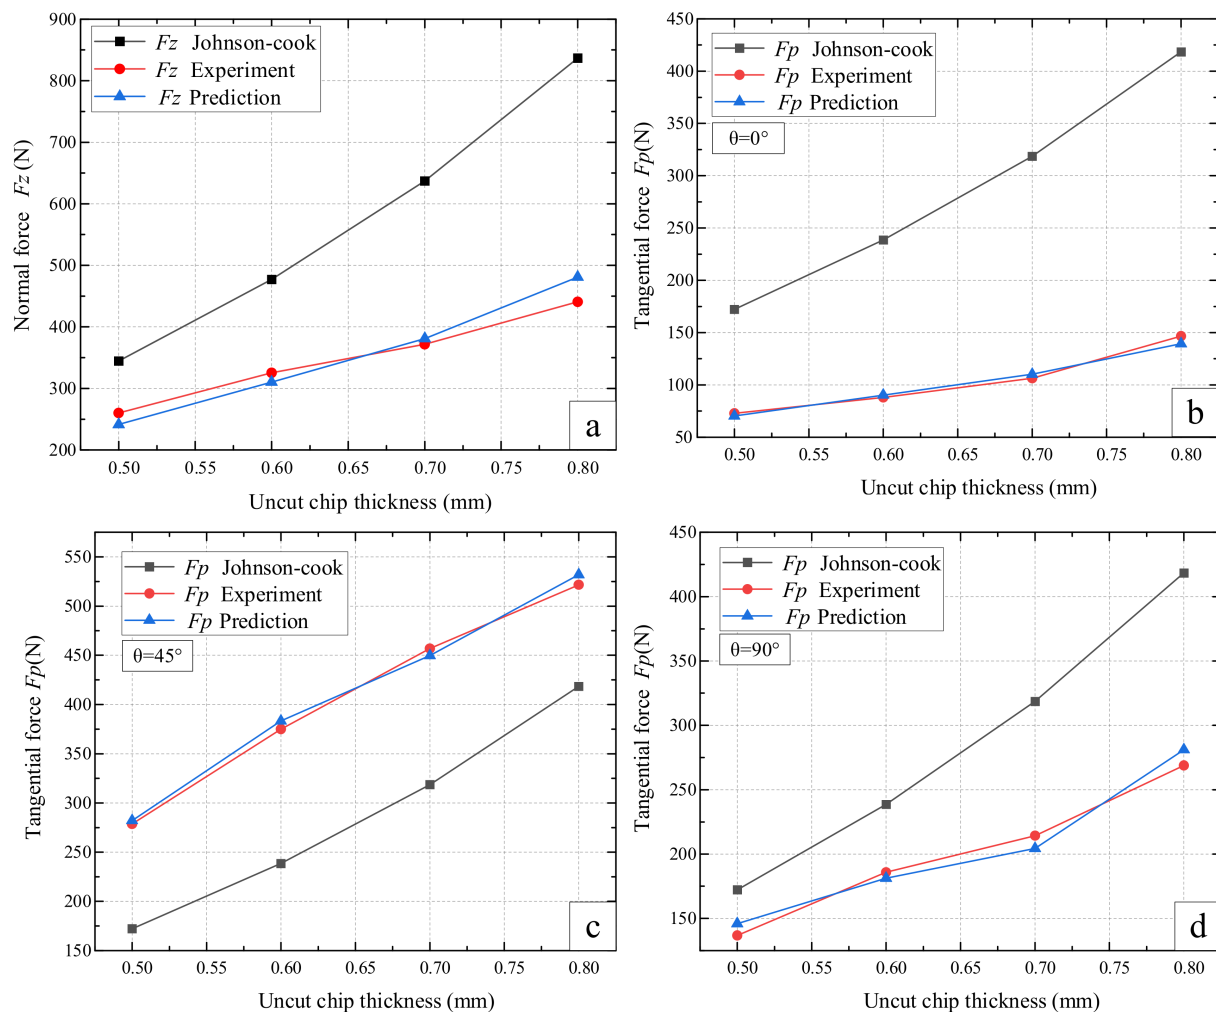 900
800
700
600
500
400
300
200
Normal force Fz (N)
Fz Johnson-cook
Fz Experiment
Fz Prediction
a
0.50 0.55 0.60 0.65 0.70 0.75 0.80
Uncut chip thickness (mm)
450
400
350
300
250
200
150
100
50
Tangential force Fp(N)
Fp Johnson-cook
Fp Experiment
Fp Prediction
θ=0°
b
0.50 0.55 0.60 0.65 0.70 0.75 0.80
Uncut chip thickness (mm)
550
500
450
400
350
300
250
200
150
Tangential force Fp(N)
Fp Johnson-cook
Fp Experiment
Fp Prediction
θ=45°
c
0.50 0.55 0.60 0.65 0.70 0.75 0.80
Uncut chip thickness (mm)
450
400
350
300
250
200
150
Tangential force Fp(N)
Fp Johnson-cook
Fp Experiment
Fp Prediction
θ=90°
d
0.50 0.55 0.60 0.65 0.70 0.75 0.80
Uncut chip thickness (mm)